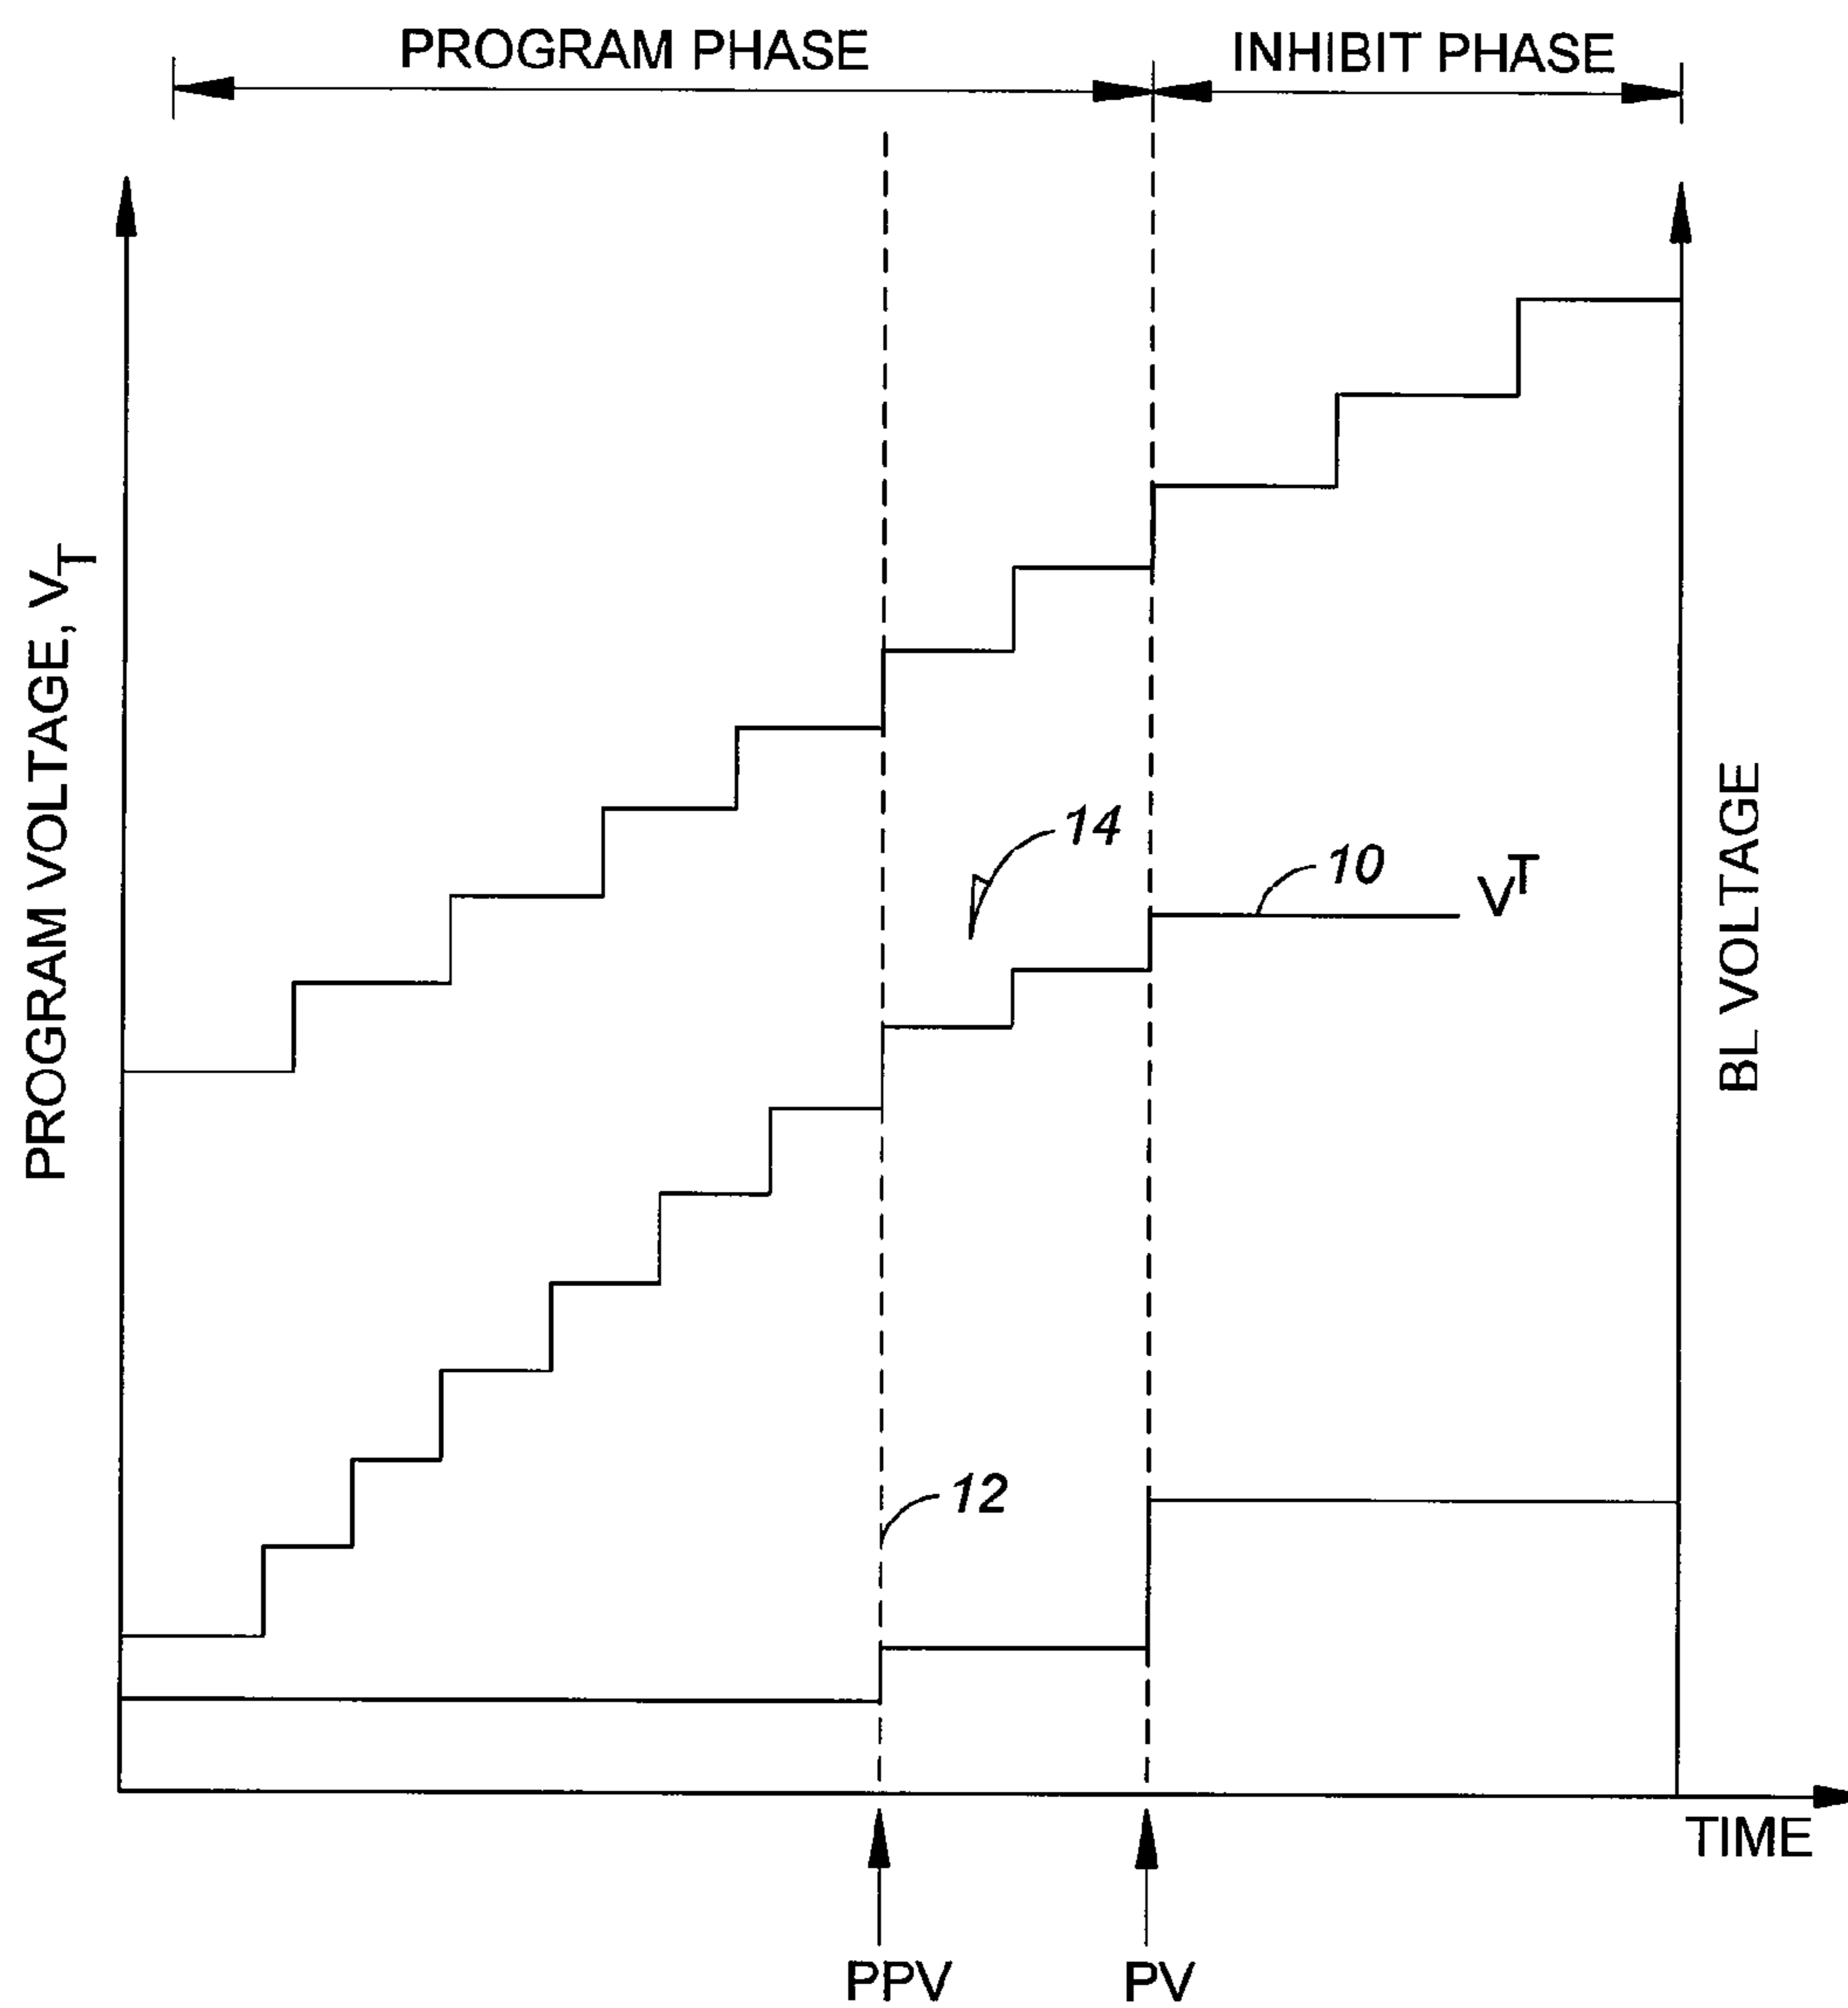 PROGRAM PHASE
INHIBIT PHASE
PROGRAM VOLTAGE, VT
BL VOLTAGE
14
10
VT
12
TIME
PPV
PV